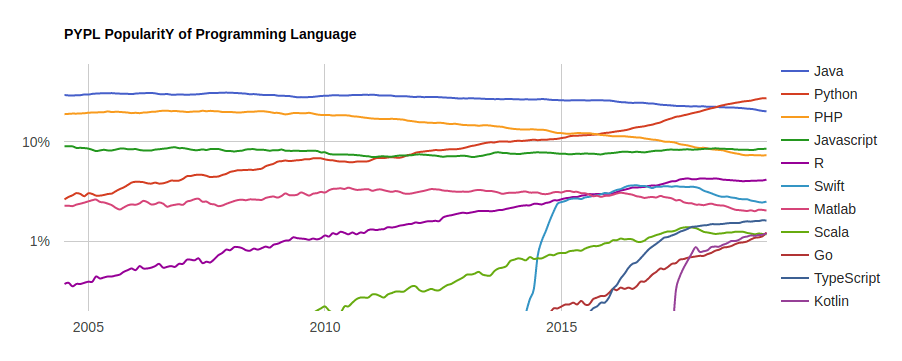 PYPL PopularitY of Programming Language
Java
Python
PHP
10%
Javascript
R
Swift
Matlab
Scala
1%
Go
TypeScript
Kotlin
2005
2010
2015